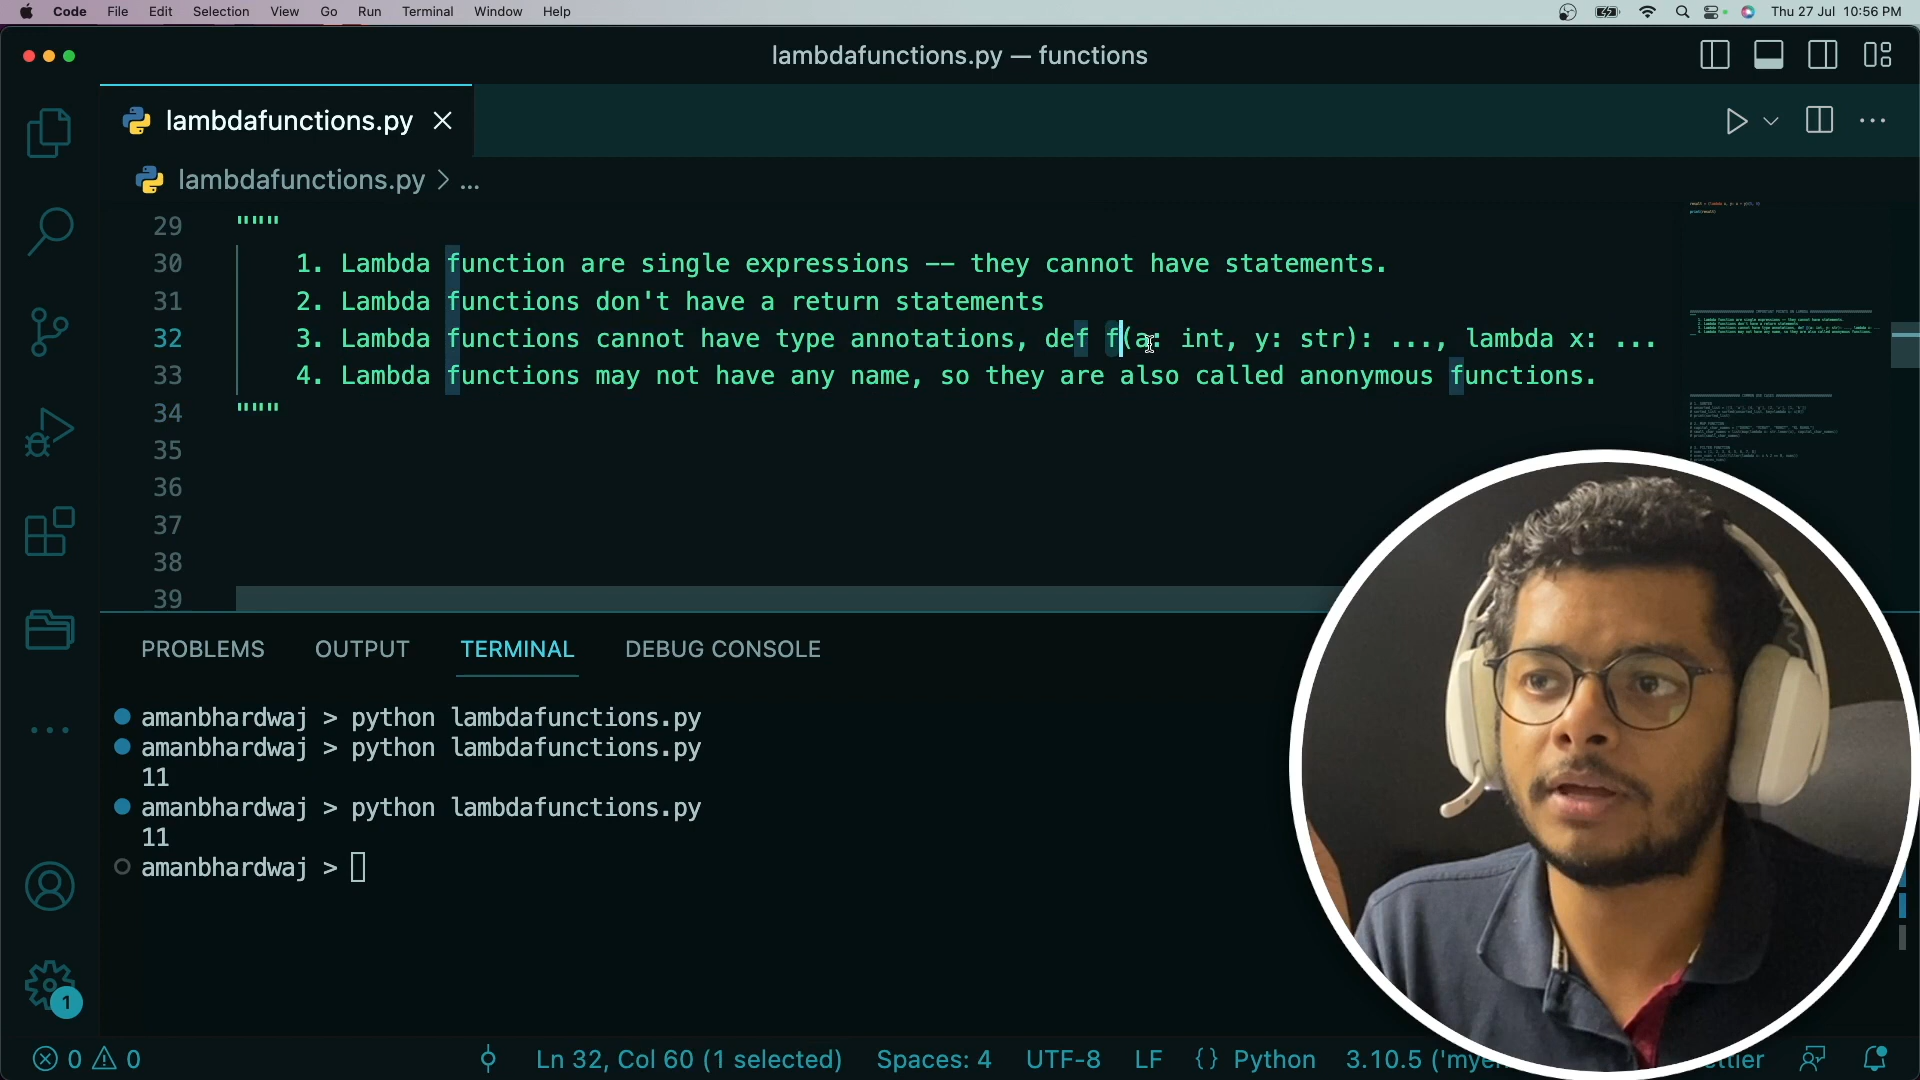 Code File Edit Selection View Go Run Terminal Window Help Thu 27 Jul 10:56 PM
lambdafunctions.py — functions
lambdafunctions.py
lambdafunctions.py > ...
29 """
30 1. Lambda function are single expressions -- they cannot have statements.
31 2. Lambda functions don't have a return statements
32 3. Lambda functions cannot have type annotations, def f(a: int, y: str): ..., lambda x: ...
33 4. Lambda functions may not have any name, so they are also called anonymous functions.
34 """
35
36
37
38
39
PROBLEMS OUTPUT TERMINAL DEBUG CONSOLE
amanbhardwaj > python lambdafunctions.py
amanbhardwaj > python lambdafunctions.py
11
amanbhardwaj > python lambdafunctions.py
11
amanbhardwaj >
1
0 0 Ln 32, Col 60 (1 selected) Spaces: 4 UTF-8 LF {} Python 3.10.5